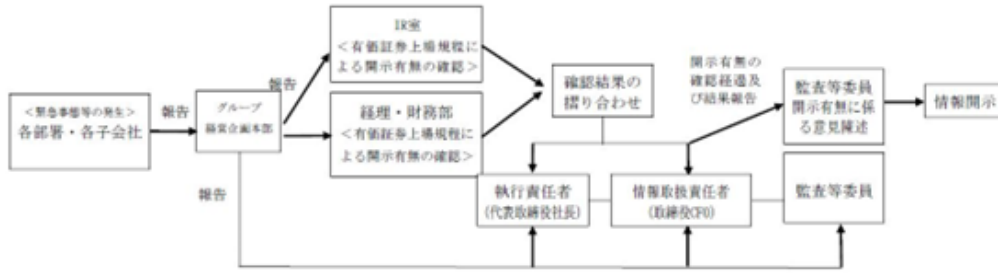 ＜緊急事態等の発生＞
各部署・各子会社
報告
グループ
経営企画本部
報告
IR室
＜有価証券上場規程に
よる開示有無の確認＞
経理・財務部
＜有価証券上場規程に
よる開示有無の確認＞
確認結果の
摺り合わせ
開示有無の
確認経過及
び結果報告
監査等委員
開示有無に係
る意見陳述
情報開示
報告
執行責任者
(代表取締役社長)
情報取扱責任者
(取締役CFO)
監査等委員